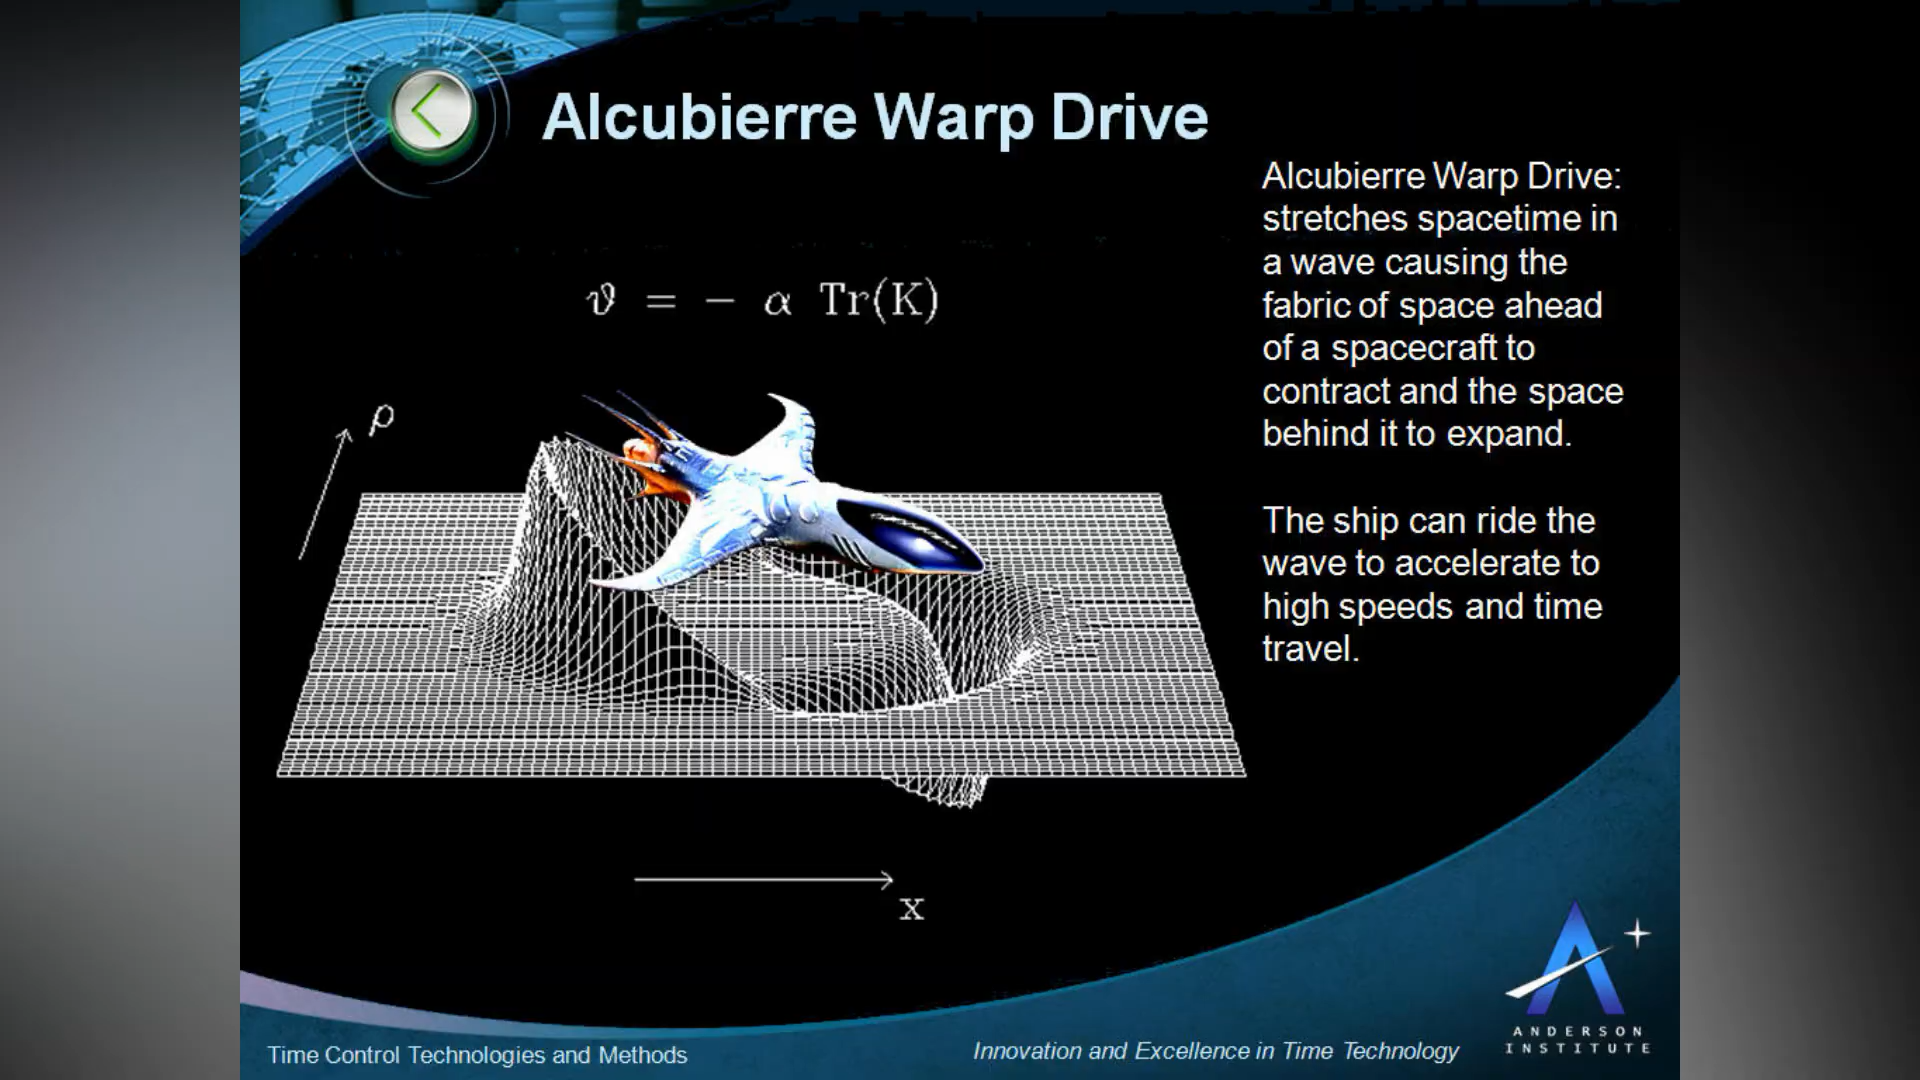 Alcubierre Warp Drive
Alcubierre Warp Drive:
stretches spacetime in
a wave causing the
fabric of space ahead
of a spacecraft to
contract and the space
behind it to expand.
The ship can ride the
wave to accelerate to
high speeds and time
travel.
ϑ = − α Tr(K)
ρ
x
Time Control Technologies and Methods
Innovation and Excellence in Time Technology
ANDERSON
INSTITUTE